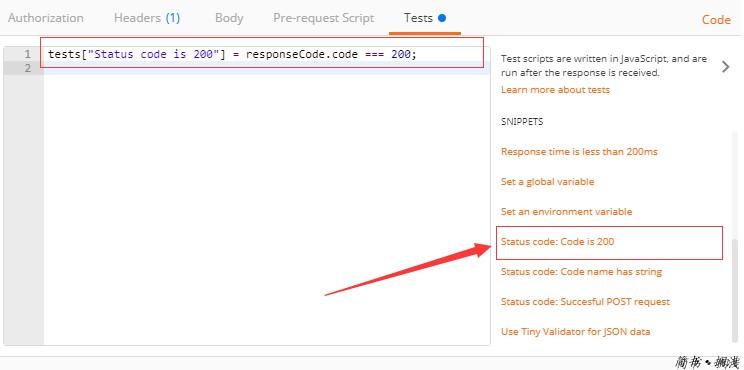 Authorization Headers (1) Body Pre-request Script Tests Code
1 tests["Status code is 200"] = responseCode.code === 200;
2
Test scripts are written in JavaScript, and are
run after the response is received.
Learn more about tests
SNIPPETS
Response time is less than 200ms
Set a global variable
Set an environment variable
Status code: Code is 200
Status code: Code name has string
Status code: Succesful POST request
Use Tiny Validator for JSON data
简书·搁浅